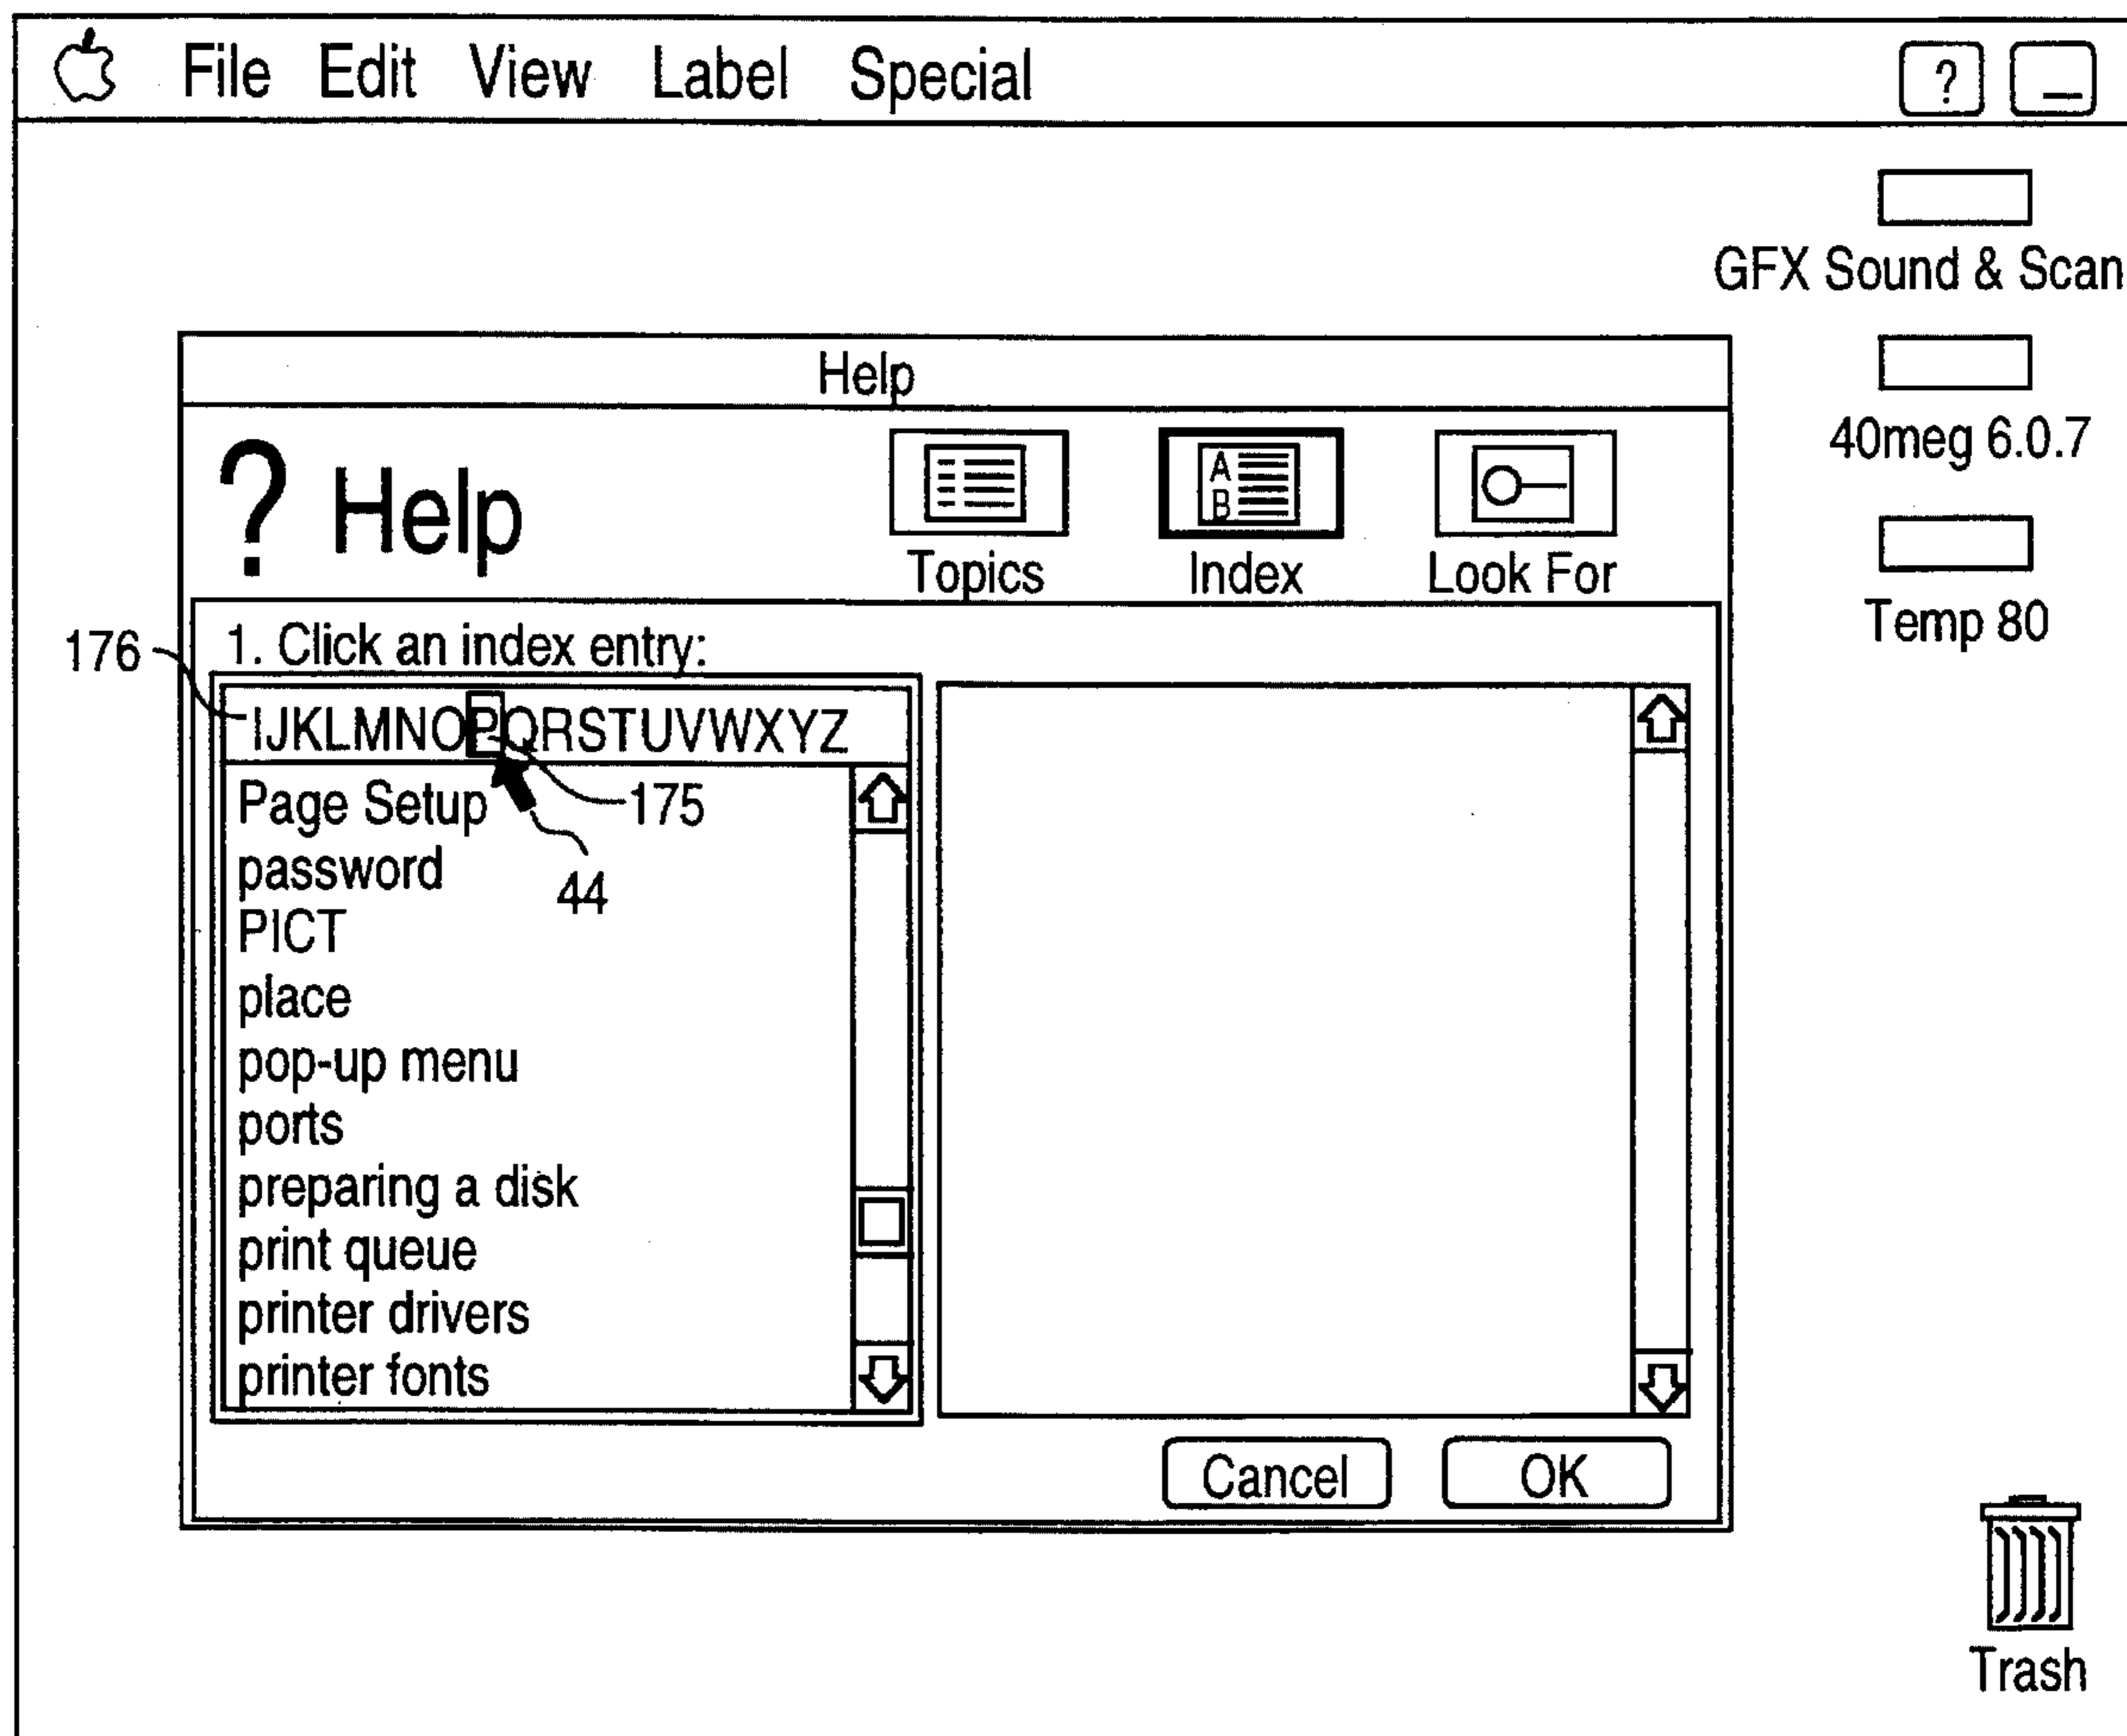 File Edit View Label Special ? _
GFX Sound & Scan
Help
40meg 6.0.7
? Help
A
B
Topics Index Look For
Temp 80
176
1. Click an index entry:
IJKLMNOPQRSTUVWXYZ
Page Setup
175
password
44
PICT
place
pop-up menu
ports
preparing a disk
print queue
printer drivers
printer fonts
Cancel OK
Trash